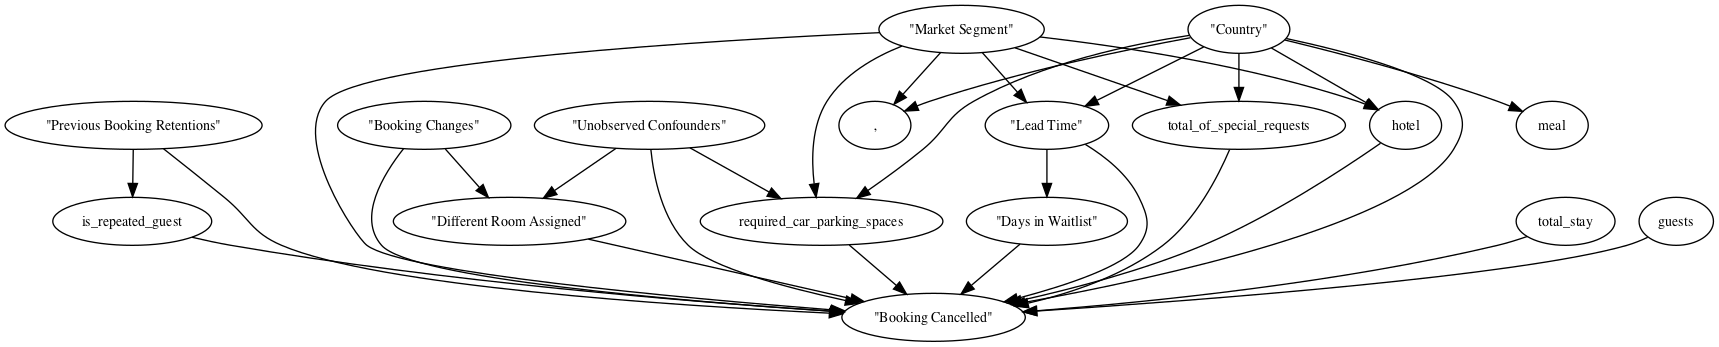 "Market Segment"
"Country"
"Previous Booking Retentions"
"Booking Changes"
"Unobserved Confounders"
,
"Lead Time"
total_of_special_requests
hotel
meal
is_repeated_guest
"Different Room Assigned"
required_car_parking_spaces
"Days in Waitlist"
total_stay
guests
"Booking Cancelled"